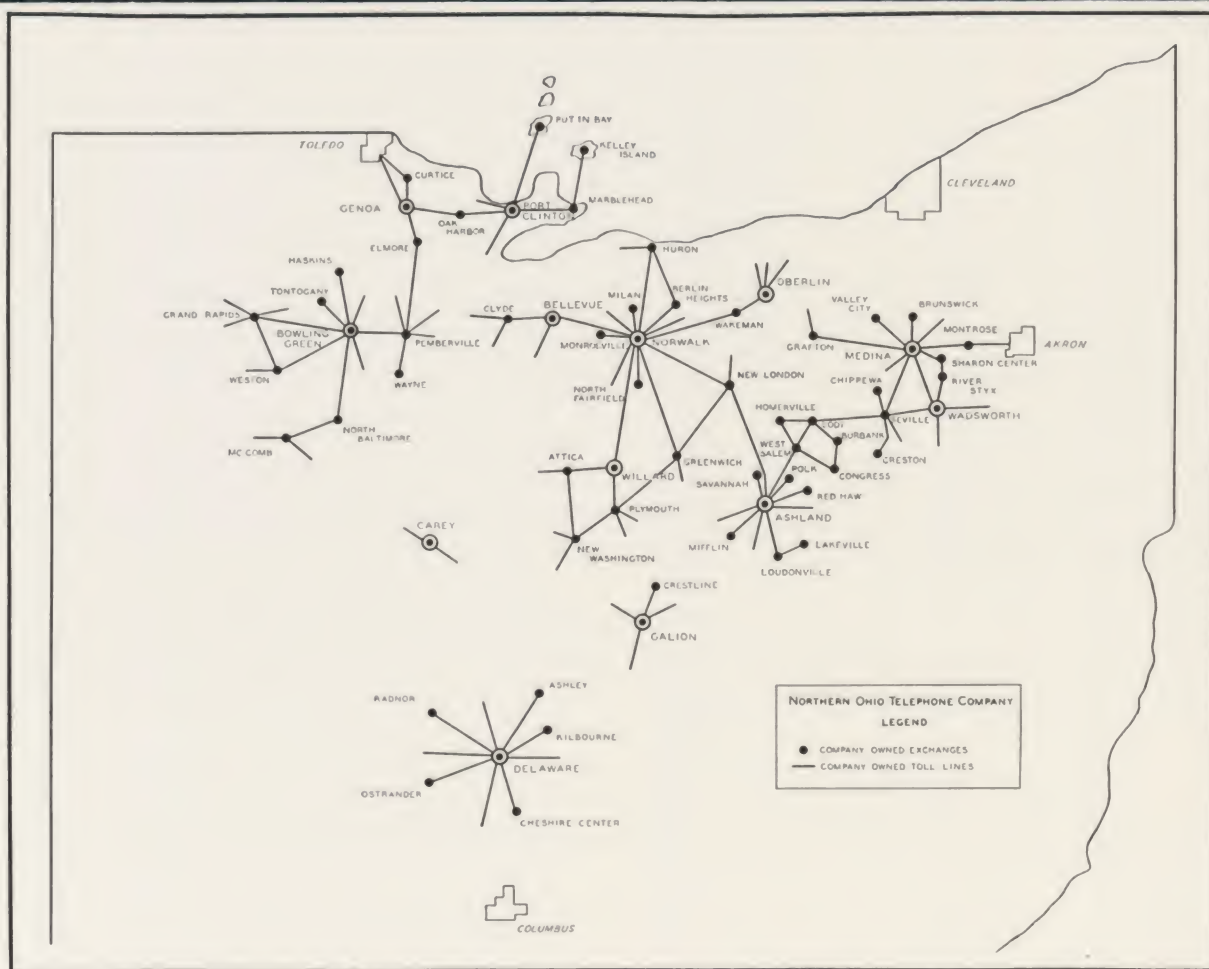 PUT IN BAY
TOLEDO
KELLEY
ISLAND
CURTICE
CLEVELAND
GENOA
PORT
CLINTON
MARBLEHEAD
OAK
HARBOR
ELMORE
HURON
HASKINS
OBERLIN
TONTOGANY
MILAN
BERLIN
HEIGHTS
VALLEY
CITY
BRUNSWICK
CLYDE
BELLEVUE
GRAND RAPIDS
WAKEMAN
MONTROSE
BOWLING
GREEN
PEMBERVILLE
MONROEVILLE
NORWALK
GRAFTON
MEDINA
AKRON
SHARON CENTER
WESTON
WAYNE
NORTH
FAIRFIELD
NEW LONDON
CHIPPEWA
RIVER
STYX
HOMERVILLE
LODI
SEVILLE
WADSWORTH
NORTH
BALTIMORE
MC COMB
WEST
SALEM
BURBANK
CRESTON
ATTICA
WILLARD
GREENWICH
POLK
CONGRESS
SAVANNAH
RED HAW
PLYMOUTH
ASHLAND
CAREY
NEW
WASHINGTON
MIFFLIN
LAKEVILLE
LOUDONVILLE
CRESTLINE
GALION
RADNOR
ASHLEY
KILBOURNE
DELAWARE
OSTRANDER
CHESHIRE CENTER
COLUMBUS
NORTHERN OHIO TELEPHONE COMPANY
LEGEND
COMPANY OWNED EXCHANGES
COMPANY OWNED TOLL LINES